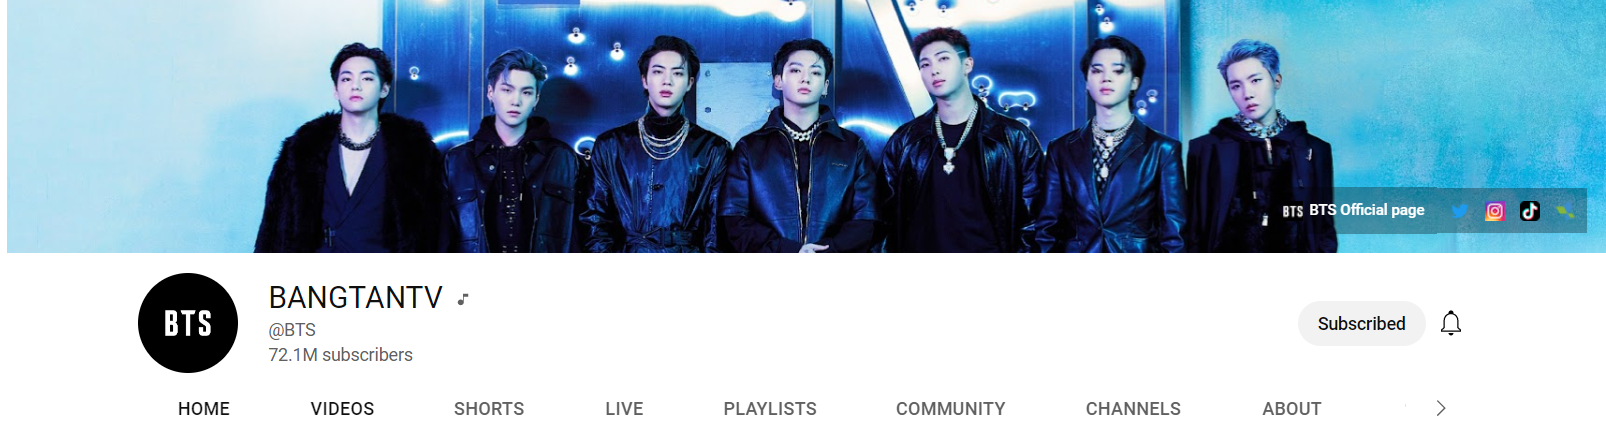 BTS BTS Official page
BTS
BANGTANTV
@BTS
72.1M subscribers
Subscribed
HOME VIDEOS SHORTS LIVE PLAYLISTS COMMUNITY CHANNELS ABOUT